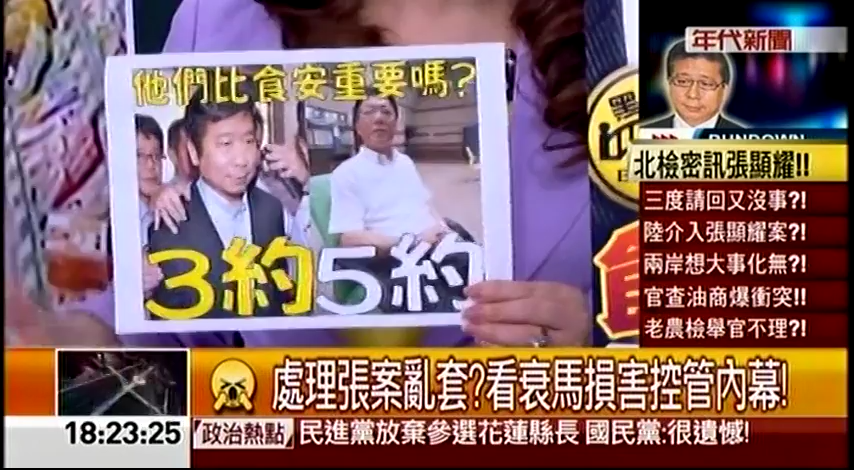 他們比食安重要嗎?
3約5約
年代新聞
RUNDOWN
北檢密訊張顯耀!!
三度請回又沒事?!
陸介入張顯耀案?!
兩岸想大事化無?!
官查油商爆衝突!!
老農檢舉官不理?!
處理張案亂套?看衰馬損害控管內幕!
18:23:25
政治熱點
民進黨放棄參選花蓮縣長 國民黨:很遺憾!